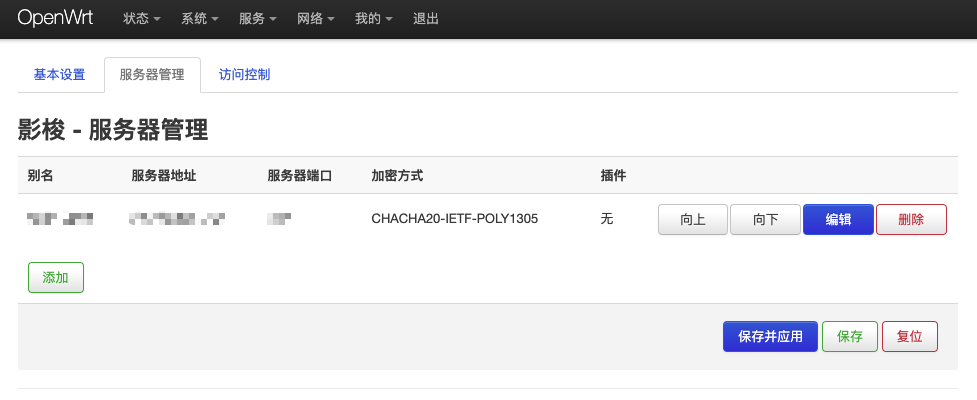 OpenWrt 状态 系统 服务 网络 我的 退出
基本设置 服务器管理 访问控制
影梭 - 服务器管理
别名 服务器地址 服务器端口 加密方式 插件
CHACHA20-IETF-POLY1305 无 向上 向下 编辑 删除
添加
保存并应用 保存 复位